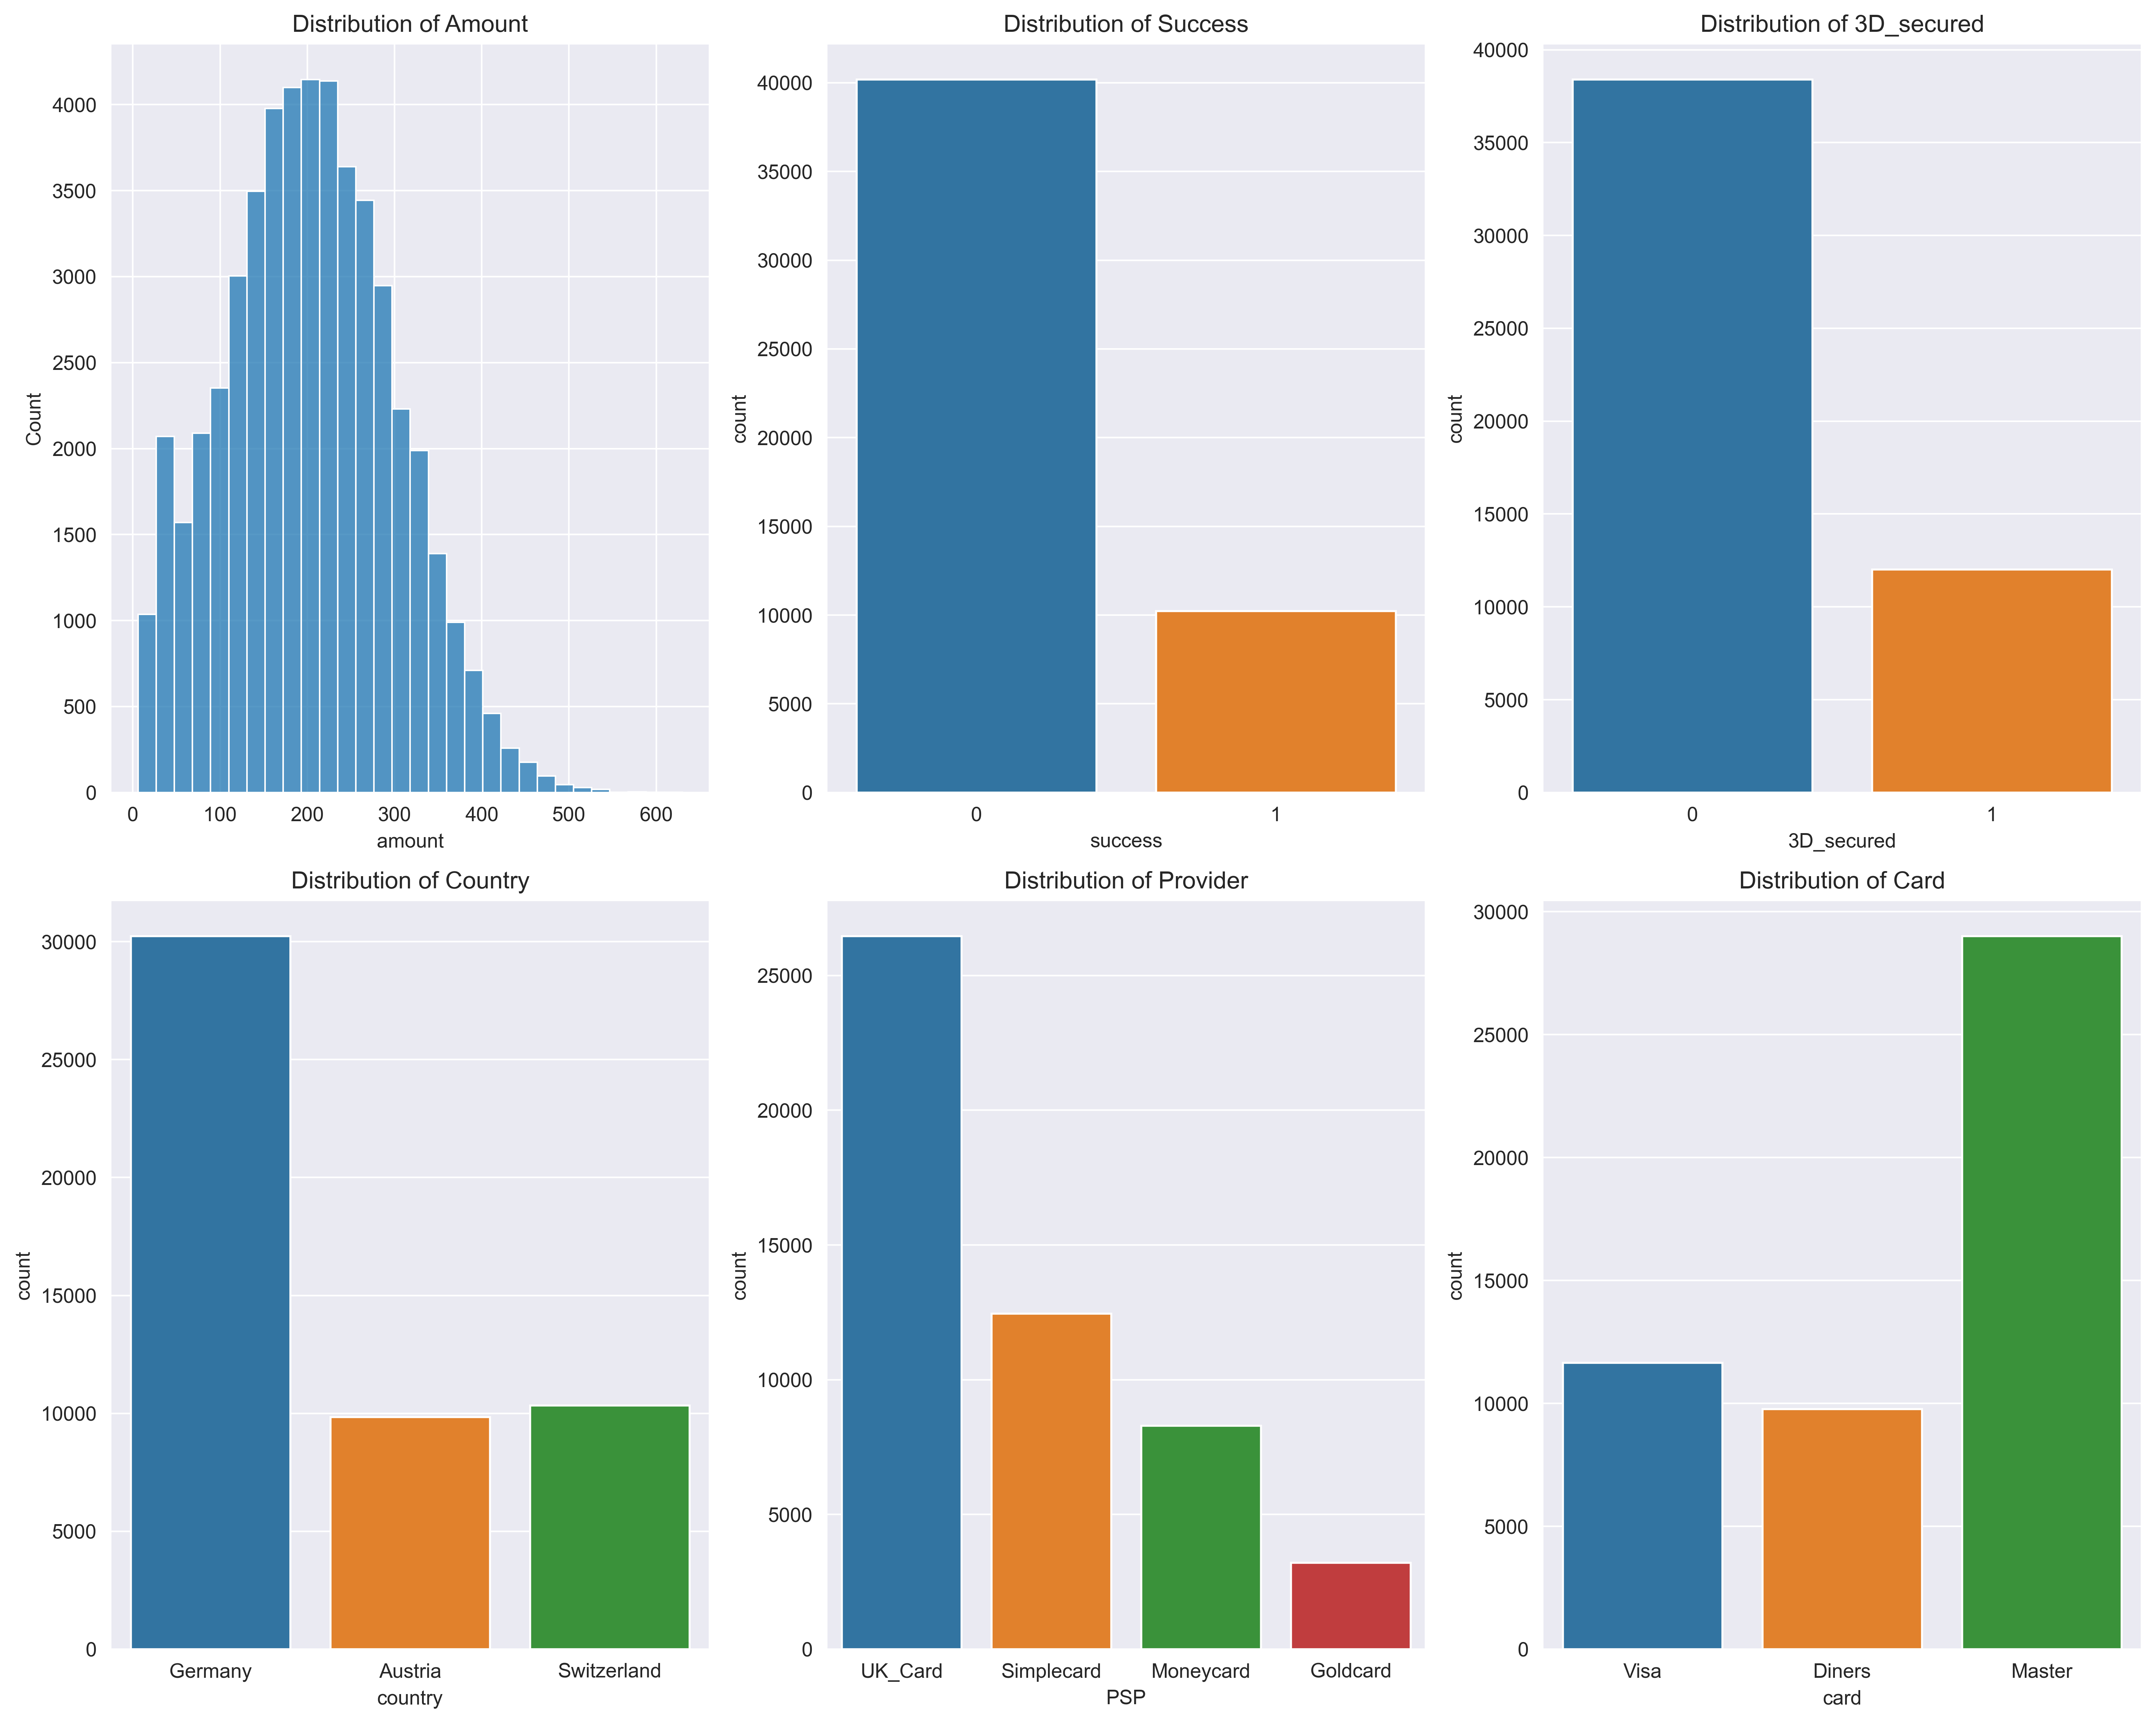 Distribution of Amount
Count
4000
3500
3000
2500
2000
1500
1000
500
0
0 100 200 300 400 500 600
amount
Distribution of Success
count
40000
35000
30000
25000
20000
15000
10000
5000
0
0 1
success
Distribution of 3D_secured
count
40000
35000
30000
25000
20000
15000
10000
5000
0
0 1
3D_secured
Distribution of Country
count
30000
25000
20000
15000
10000
5000
0
Germany Austria Switzerland
country
Distribution of Provider
count
25000
20000
15000
10000
5000
0
UK_Card Simplecard Moneycard Goldcard
PSP
Distribution of Card
count
30000
25000
20000
15000
10000
5000
0
Visa Diners Master
card